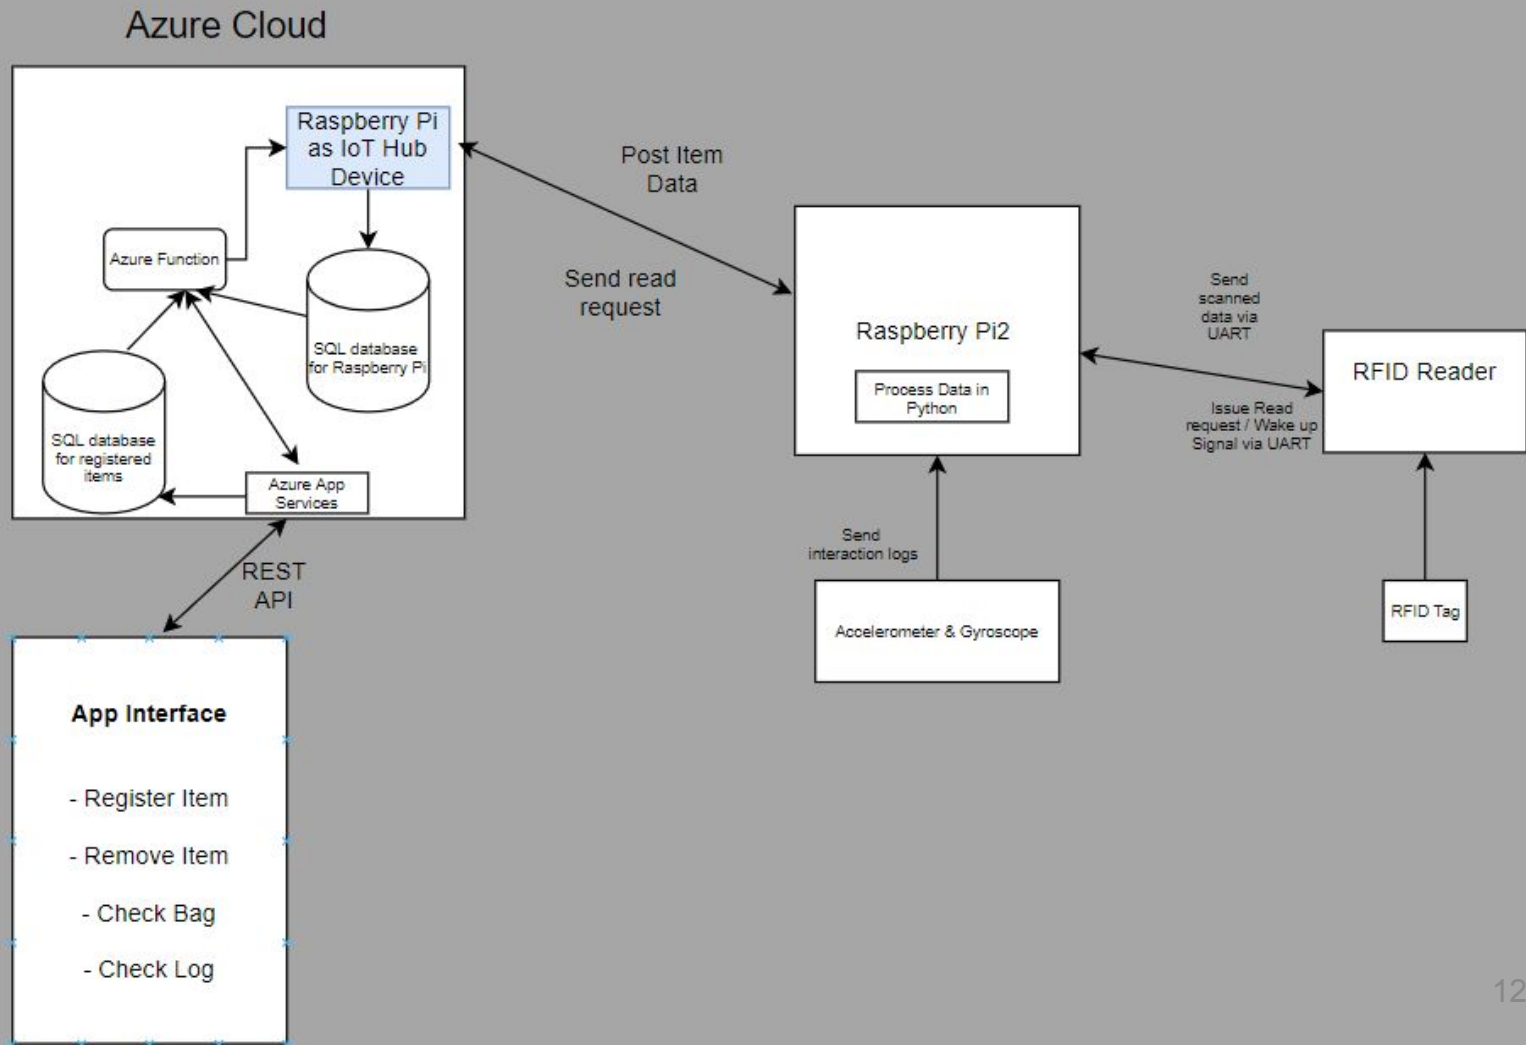 Azure Cloud
Raspberry Pi
as IoT Hub
Device
Azure Function
SQL database
for Raspberry Pi
SQL database
for registered
items
Azure App
Services
REST
API
App Interface
- Register Item
- Remove Item
- Check Bag
- Check Log
Post Item
Data
Send read
request
Raspberry Pi2
Process Data in
Python
Send
interaction logs
Accelerometer & Gyroscope
Send
scanned
data via
UART
Issue Read
request / Wake up
Signal via UART
RFID Reader
RFID Tag
12